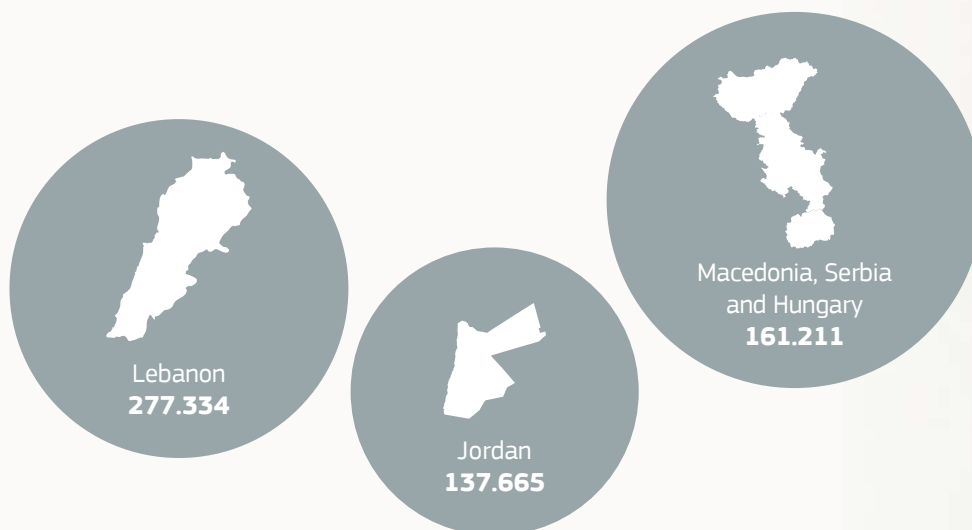 Lebanon
277.334
Jordan
137.665
Macedonia, Serbia
and Hungary
161.211